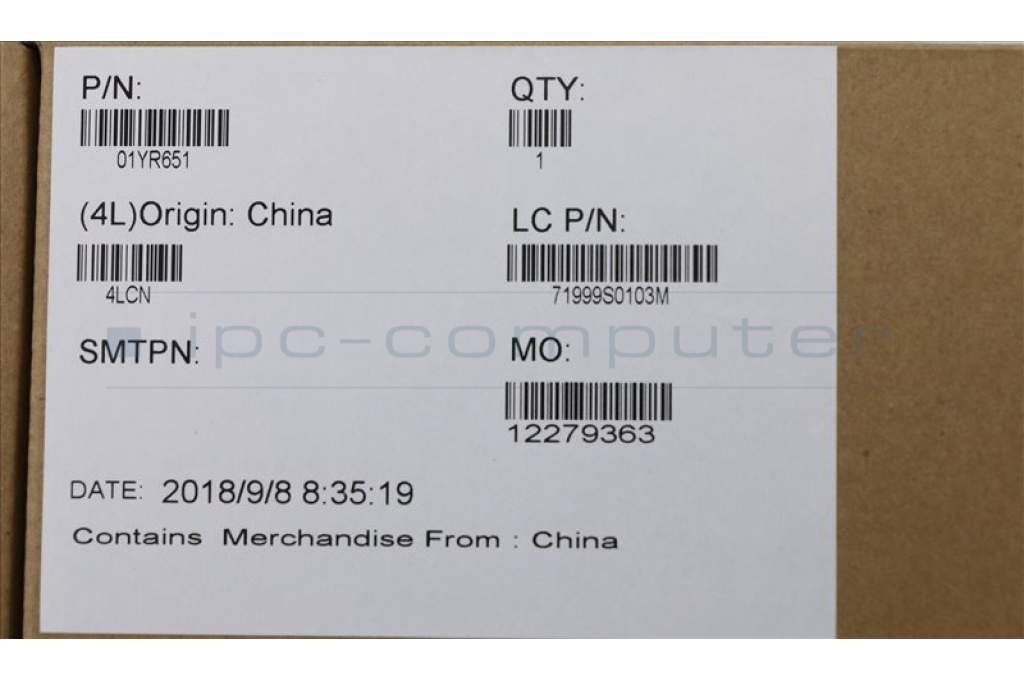 P/N:
01YR651
QTY:
1
(4L)Origin: China
4LCN
LC P/N:
71999S0103M
ipc-computer
SMTPN:
MO:
12279363
DATE: 2018/9/8 8:35:19
Contains Merchandise From : China